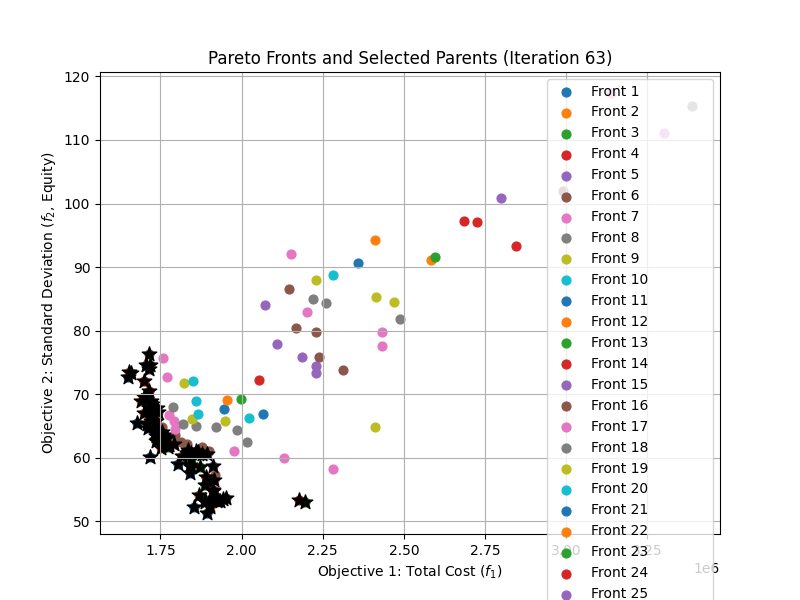 Pareto Fronts and Selected Parents (Iteration 63)
120
110
100
90
80
70
60
50
Objective 2: Standard Deviation (f₂, Equity)
1.75
2.00
2.25
2.50
2.75
3.00
3.25
1e6
Objective 1: Total Cost (f₁)
Front 1
Front 2
Front 3
Front 4
Front 5
Front 6
Front 7
Front 8
Front 9
Front 10
Front 11
Front 12
Front 13
Front 14
Front 15
Front 16
Front 17
Front 18
Front 19
Front 20
Front 21
Front 22
Front 23
Front 24
Front 25